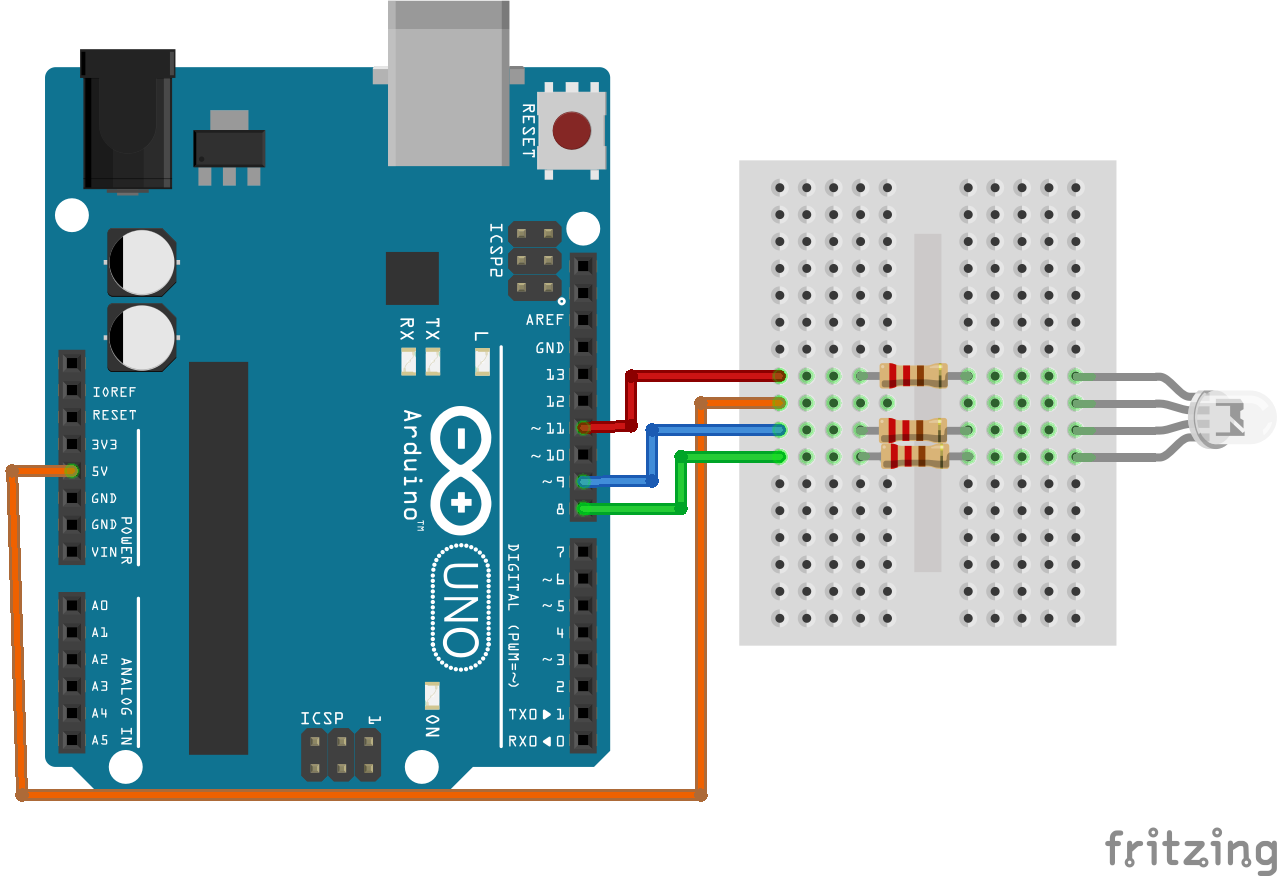 RESET
ICSP2
AREF
GND
13
12
~11
~10
~9
8
7
~6
~5
4
~3
2
TX0▶1
RX0◀0
RX
TX
L
IOREF
RESET
3V3
5V
GND
GND
VIN
POWER
A0
A1
A2
A3
A4
A5
ANALOG IN
Arduino™
UNO
DIGITAL (PWM=~)
ICSP
1
ON
fritzing